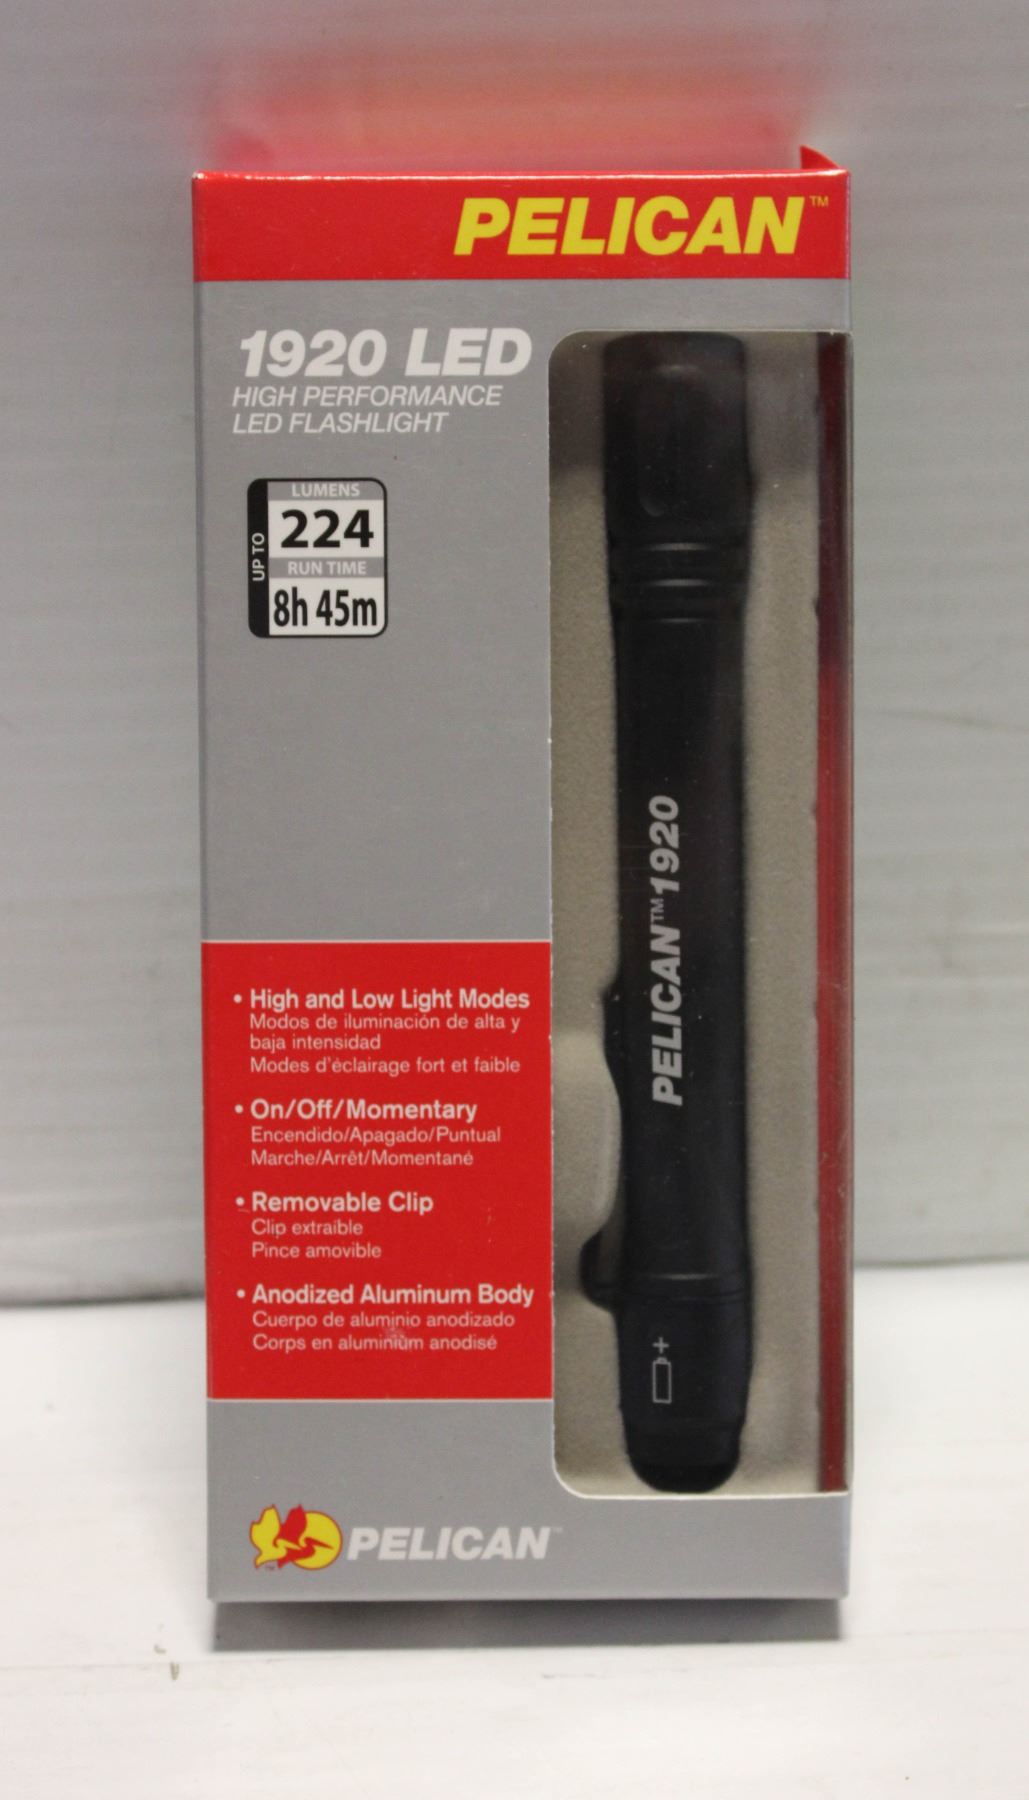 PELICAN™
1920 LED
HIGH PERFORMANCE
LED FLASHLIGHT
UP TO
LUMENS
224
RUN TIME
8h 45m
PELICAN™1920
+
• High and Low Light Modes
Modos de iluminación de alta y
baja intensidad
Modes d'èclairage fort et faible
• On/Off/Momentary
Encendido/Apagado/Puntual
Marche/Arrêt/Momentané
• Removable Clip
Clip extraíble
Pince amovible
• Anodized Aluminum Body
Cuerpo de aluminio anodizado
Corps en aluminiùm anodisé
PELICAN™